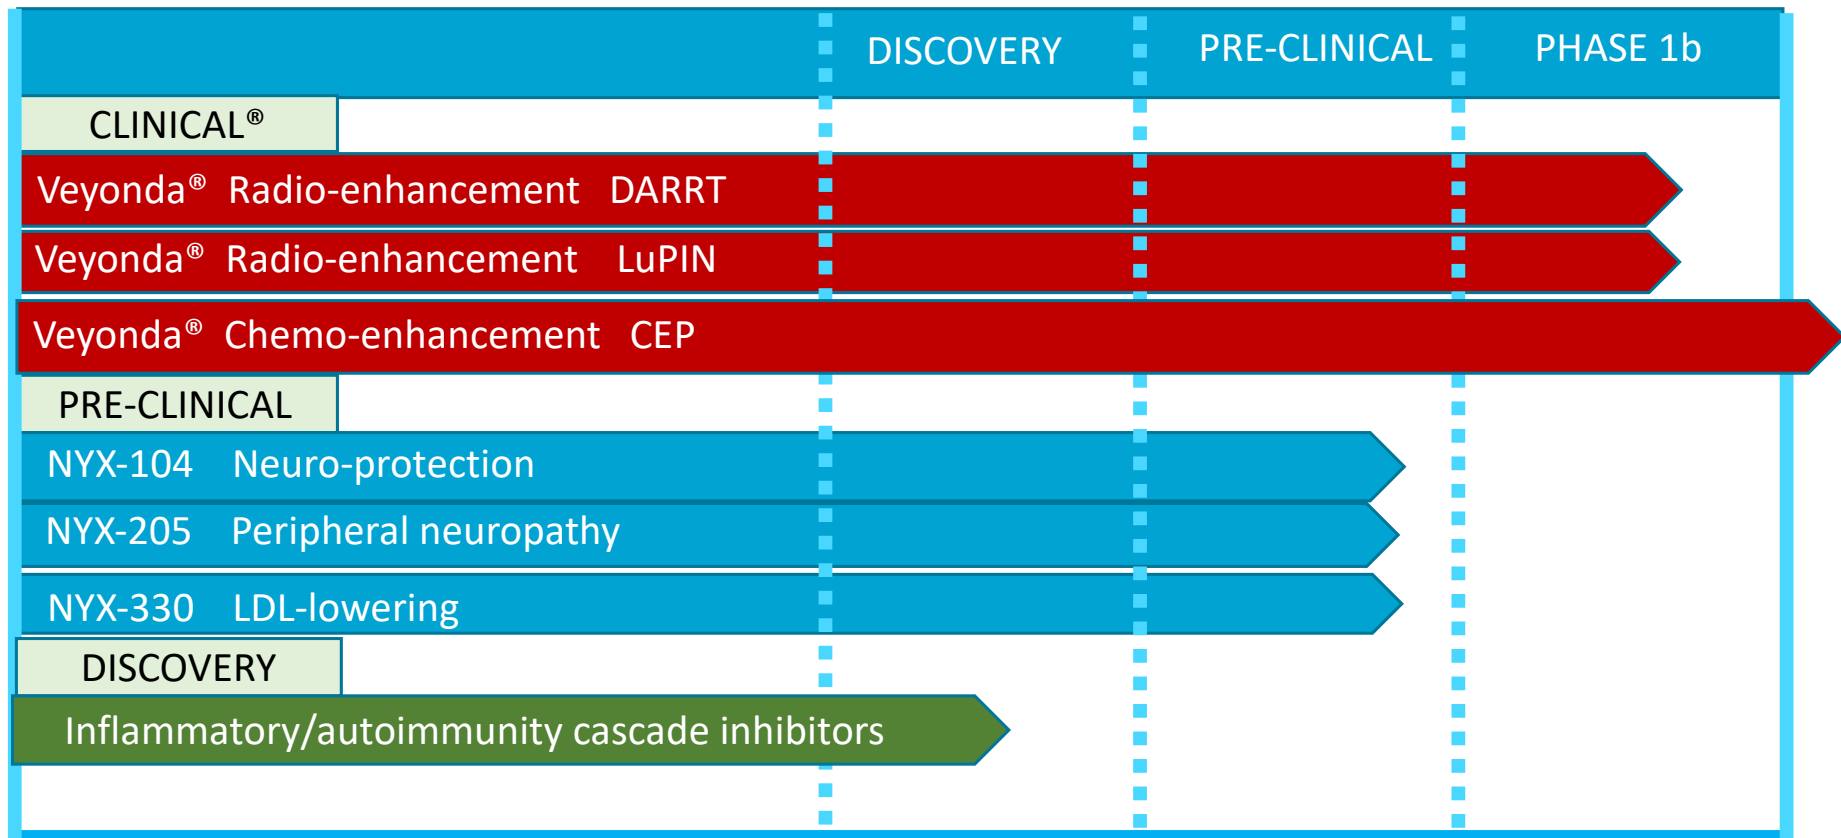 DISCOVERY PRE-CLINICAL PHASE 1b
CLINICAL®
Veyonda® Radio-enhancement DARRT
Veyonda® Radio-enhancement LuPIN
Veyonda® Chemo-enhancement CEP
PRE-CLINICAL
NYX-104 Neuro-protection
NYX-205 Peripheral neuropathy
NYX-330 LDL-lowering
DISCOVERY
Inflammatory/autoimmunity cascade inhibitors